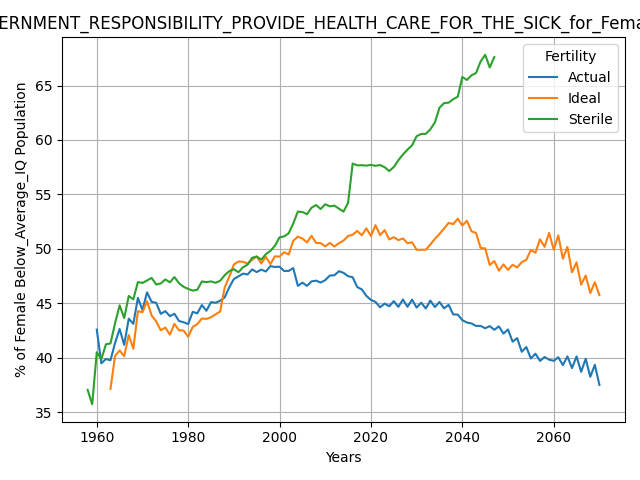 ERNMENT_RESPONSIBILITY_PROVIDE_HEALTH_CARE_FOR_THE_SICK_for_Fema
Fertility
Actual
Ideal
Sterile
% of Female Below_Average_IQ Population
65
60
55
50
45
40
35
1960 1980 2000 2020 2040 2060
Years